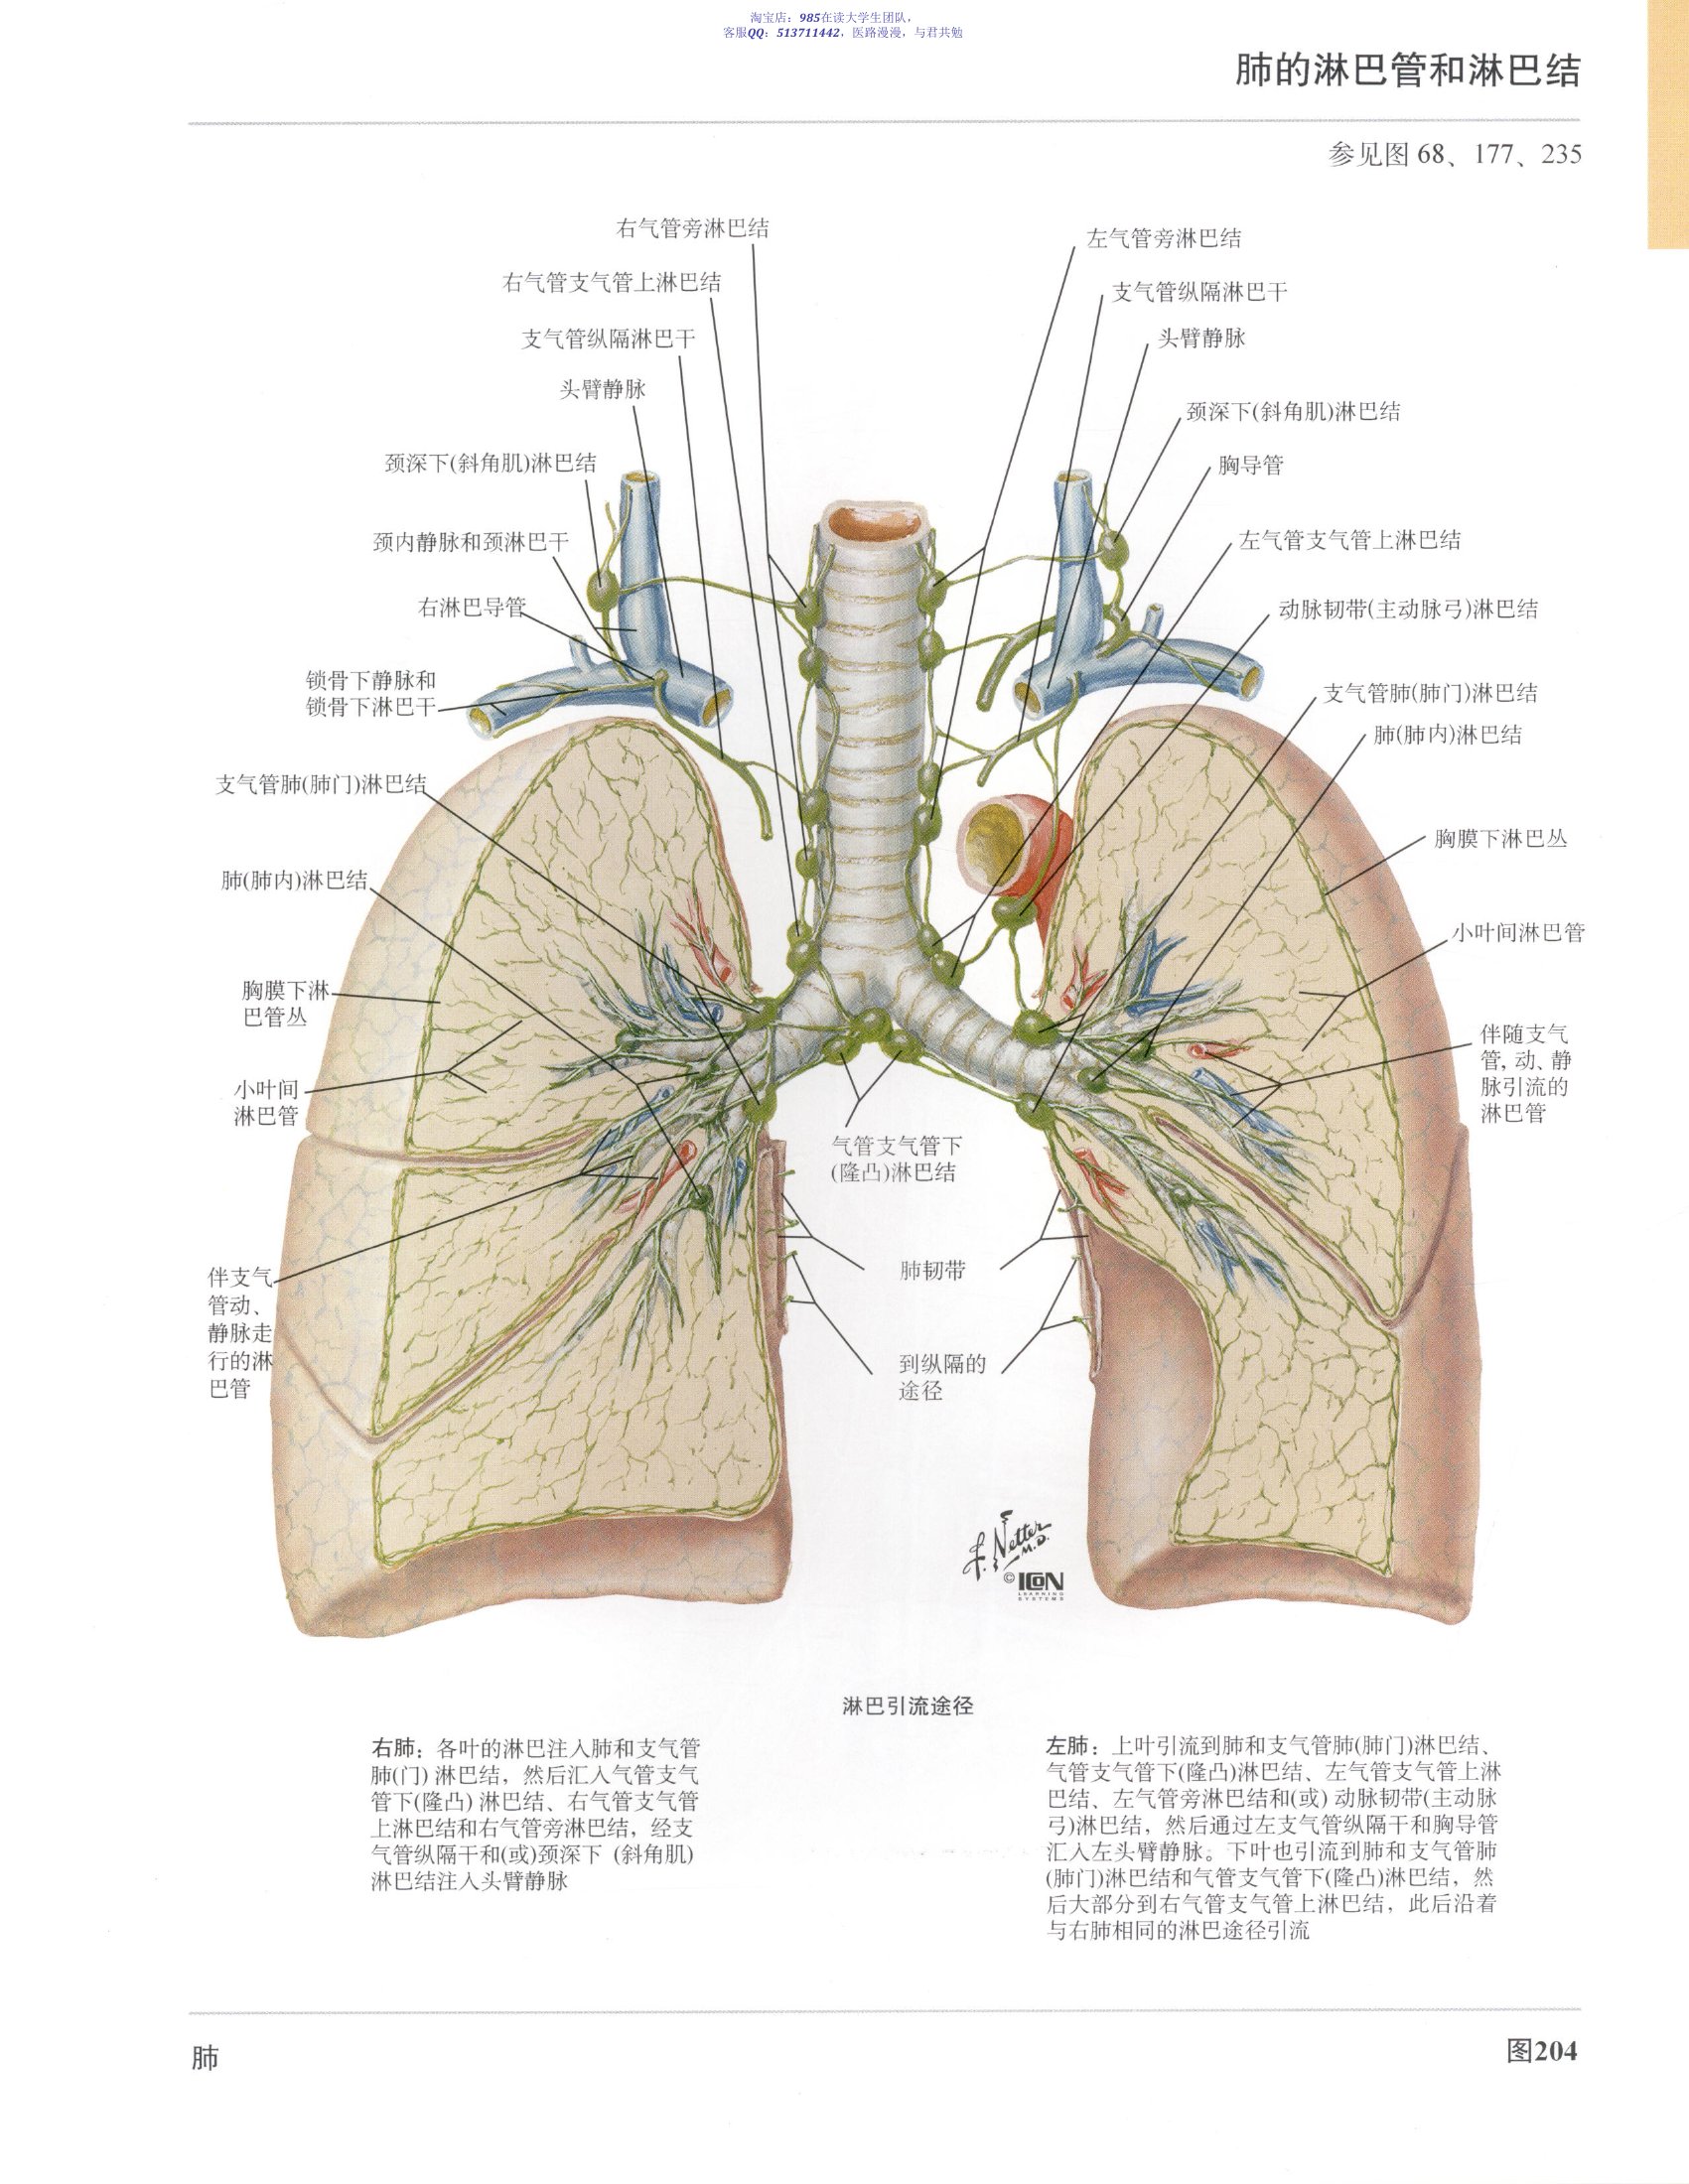 淘宝店：985在读大学生团队，
客服QQ：513711442，医路漫漫，与君共勉
肺的淋巴管和淋巴结
参见图 68、177、235
右气管旁淋巴结
右气管支气管上淋巴结
支气管纵隔淋巴干
头臂静脉
颈深下(斜角肌)淋巴结
颈内静脉和颈淋巴干
右淋巴导管
锁骨下静脉和
锁骨下淋巴干
支气管肺(肺门)淋巴结
肺(肺内)淋巴结
胸膜下淋
巴管丛
小叶间
淋巴管
伴支气
管动、
静脉走
行的淋
巴管
左气管旁淋巴结
支气管纵隔淋巴干
头臂静脉
颈深下(斜角肌)淋巴结
胸导管
左气管支气管上淋巴结
动脉韧带(主动脉弓)淋巴结
支气管肺(肺门)淋巴结
肺(肺内)淋巴结
胸膜下淋巴丛
小叶间淋巴管
伴随支气
管, 动、静
脉引流的
淋巴管
气管支气管下
(隆凸)淋巴结
肺韧带
到纵隔的
途径
F. Netter
M.D.
© ICON
LEARNING
SYSTEMS
淋巴引流途径
右肺：各叶的淋巴注入肺和支气管
肺(门) 淋巴结，然后汇入气管支气
管下(隆凸) 淋巴结、右气管支气管
上淋巴结和右气管旁淋巴结，经支
气管纵隔干和(或)颈深下 (斜角肌)
淋巴结注入头臂静脉
左肺：上叶引流到肺和支气管肺(肺门)淋巴结、
气管支气管下(隆凸)淋巴结、左气管支气管上淋
巴结、左气管旁淋巴结和(或) 动脉韧带(主动脉
弓)淋巴结，然后通过左支气管纵隔干和胸导管
汇入左头臂静脉。下叶也引流到肺和支气管肺
(肺门)淋巴结和气管支气管下(隆凸)淋巴结，然
后大部分到右气管支气管上淋巴结，此后沿着
与右肺相同的淋巴途径引流
肺
图204